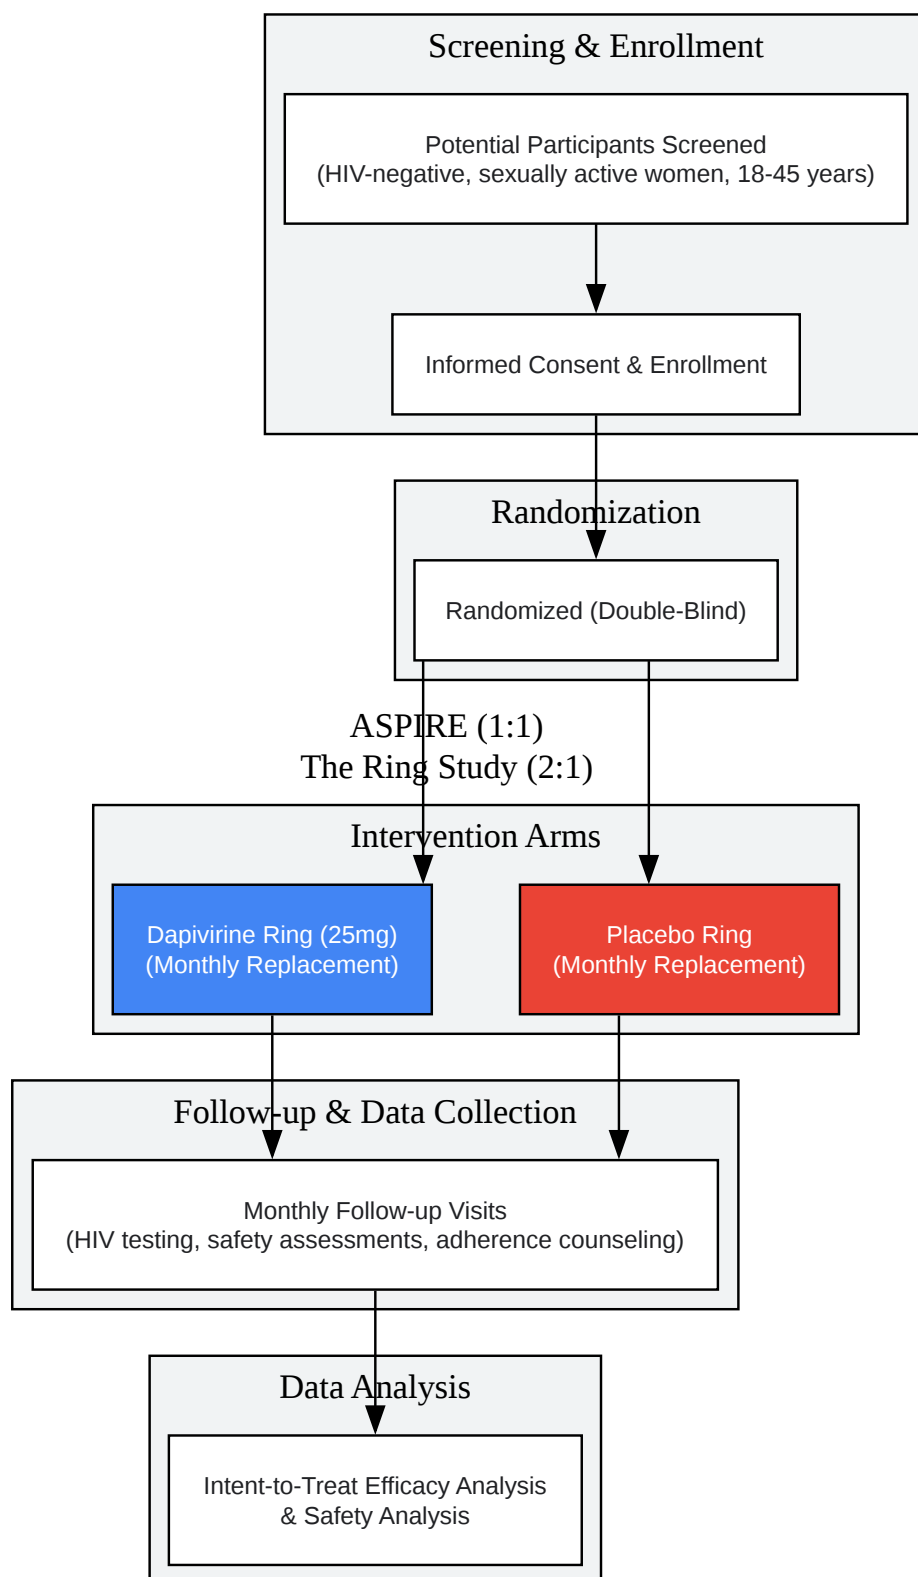 Screening & Enrollment
Potential Participants Screened
(HIV-negative, sexually active women, 18-45 years)
Informed Consent & Enrollment
Randomization
Randomized (Double-Blind)
ASPIRE (1:1)
The Ring Study (2:1)
Intervention Arms
Dapivirine Ring (25mg)
(Monthly Replacement)
Placebo Ring
(Monthly Replacement)
Follow-up & Data Collection
Monthly Follow-up Visits
(HIV testing, safety assessments, adherence counseling)
Data Analysis
Intent-to-Treat Efficacy Analysis
& Safety Analysis